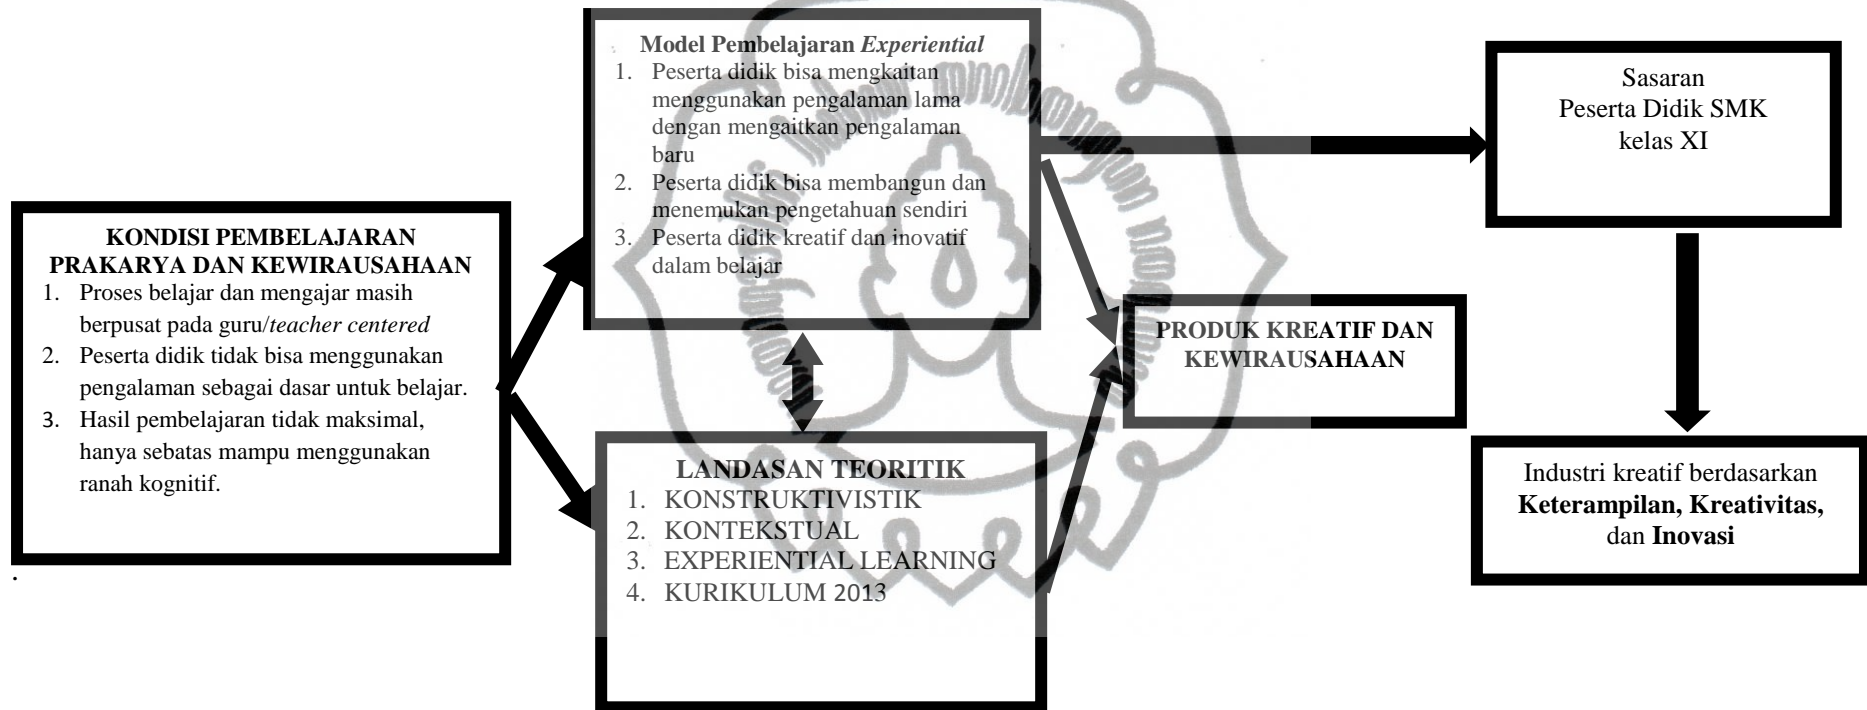 KONDISI PEMBELAJARAN
PRAKARYA DAN KEWIRAUSAHAAN
1. Proses belajar dan mengajar masih
berpusat pada guru/teacher centered
2. Peserta didik tidak bisa menggunakan
pengalaman sebagai dasar untuk belajar.
3. Hasil pembelajaran tidak maksimal,
hanya sebatas mampu menggunakan
ranah kognitif.
.
Model Pembelajaran Experiential
1. Peserta didik bisa mengkaitan
menggunakan pengalaman lama
dengan mengaitkan pengalaman
baru
2. Peserta didik bisa membangun dan
menemukan pengetahuan sendiri
3. Peserta didik kreatif dan inovatif
dalam belajar
LANDASAN TEORITIK
1. KONSTRUKTIVISTIK
2. KONTEKSTUAL
3. EXPERIENTIAL LEARNING
4. KURIKULUM 2013
PRODUK KREATIF DAN
KEWIRAUSAHAAN
Sasaran
Peserta Didik SMK
kelas XI
Industri kreatif berdasarkan
Keterampilan, Kreativitas,
dan Inovasi